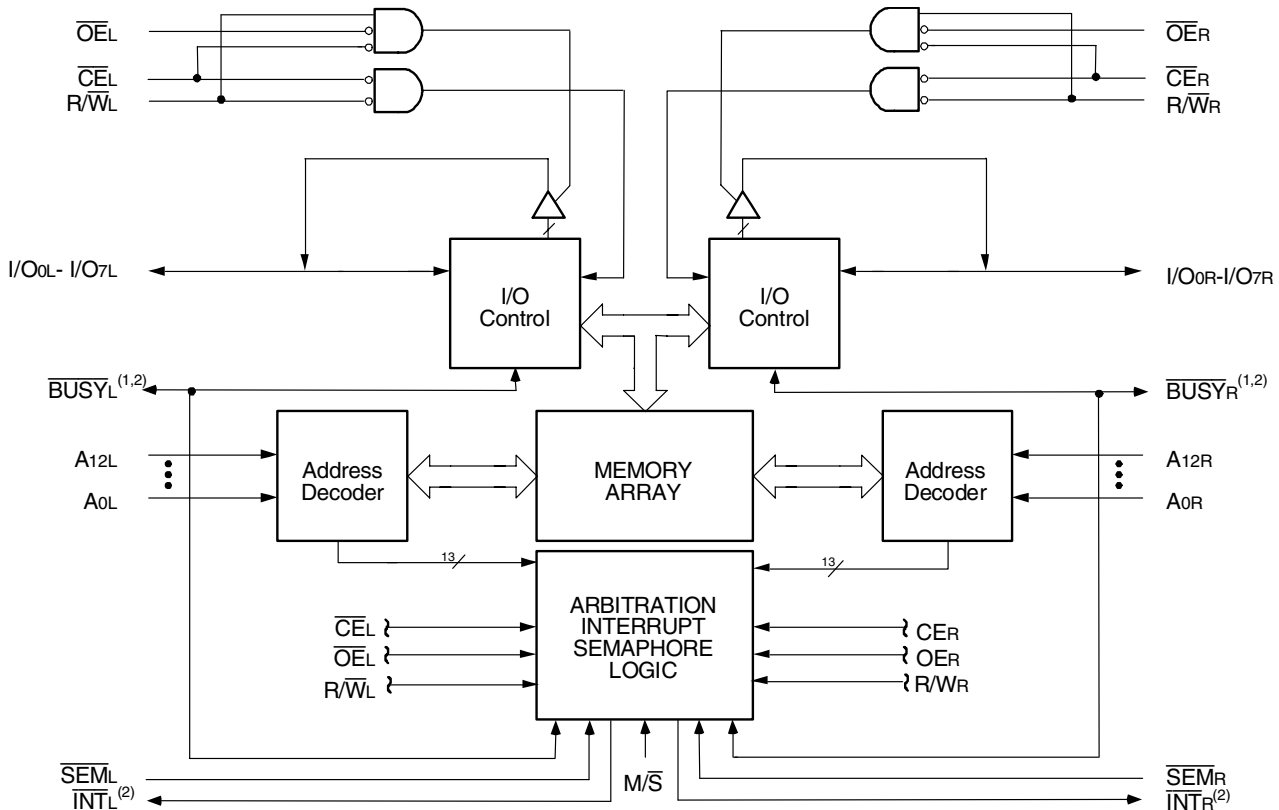 OEL
OER
CEL
CER
R/WL
R/WR
I/O0L- I/O7L
I/O Control
I/O Control
I/O0R-I/O7R
BUSYL(1,2)
BUSYR(1,2)
A12L
A0L
Address Decoder
MEMORY ARRAY
Address Decoder
A12R
A0R
13
13
ARBITRATION
INTERRUPT
SEMAPHORE
LOGIC
CEL
OEL
R/WL
CER
OER
R/WR
SEML
INTL(2)
M/S
SEMR
INTR(2)